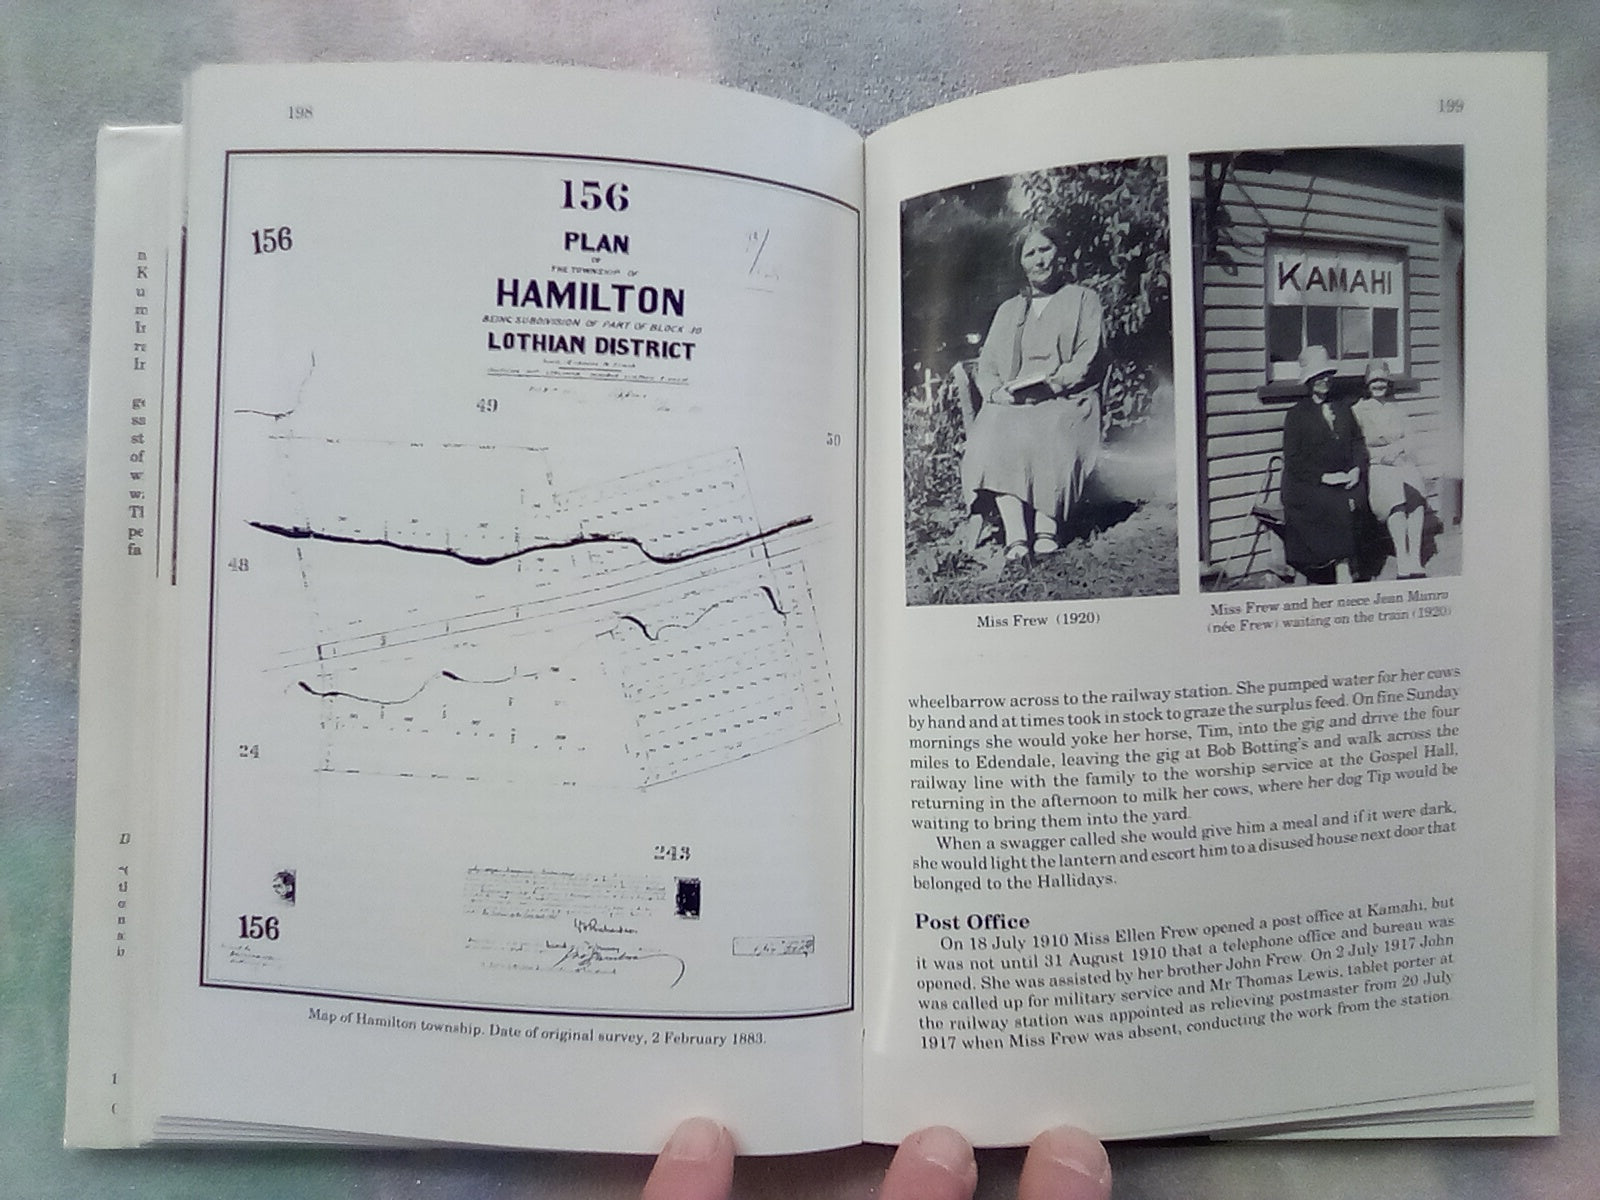 198
156
156
PLAN
OF
THE TOWNSHIP OF
HAMILTON
BEING SUBDIVISION OF PART OF BLOCK 10
LOTHIAN DISTRICT
49
50
48
24
243
156
Map of Hamilton township. Date of original survey, 2 February 1883.
199
KAMAHI
Miss Frew (1920)
Miss Frew and her niece Jean Munro
(née Frew) waiting on the train (1920)
wheelbarrow across to the railway station. She pumped water for her cows
by hand and at times took in stock to graze the surplus feed. On fine Sunday
mornings she would yoke her horse, Tim, into the gig and drive the four
miles to Edendale, leaving the gig at Bob Botting's and walk across the
railway line with the family to the worship service at the Gospel Hall,
returning in the afternoon to milk her cows, where her dog Tip would be
waiting to bring them into the yard.
When a swagger called she would give him a meal and if it were dark,
she would light the lantern and escort him to a disused house next door that
belonged to the Hallidays.
Post Office
On 18 July 1910 Miss Ellen Frew opened a post office at Kamahi, but
it was not until 31 August 1910 that a telephone office and bureau was
opened. She was assisted by her brother John Frew. On 2 July 1917 John
was called up for military service and Mr Thomas Lewis, tablet porter at
the railway station was appointed as relieving postmaster from 20 July
1917 when Miss Frew was absent, conducting the work from the station.